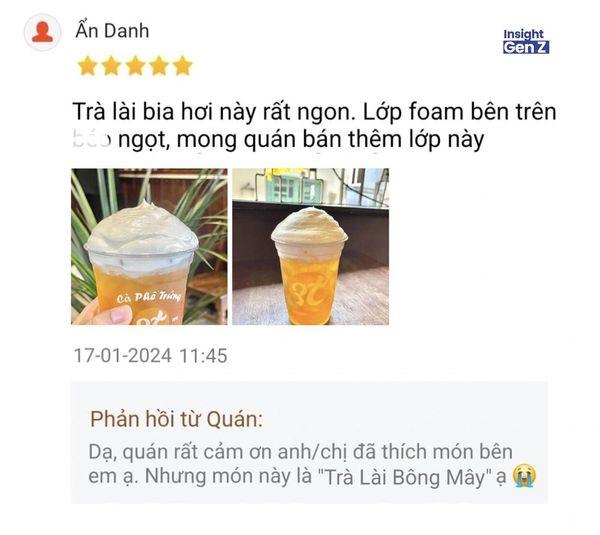 Ẩn Danh
Insight
Gen Z
Trà lài bia hơi này rất ngon. Lớp foam bên trên
béo ngọt, mong quán bán thêm lớp này
Cà Phê Trứng
17-01-2024 11:45
Phản hồi từ Quán:
Dạ, quán rất cảm ơn anh/chị đã thích món bên
em ạ. Nhưng món này là "Trà Lài Bông Mây" ạ 😭